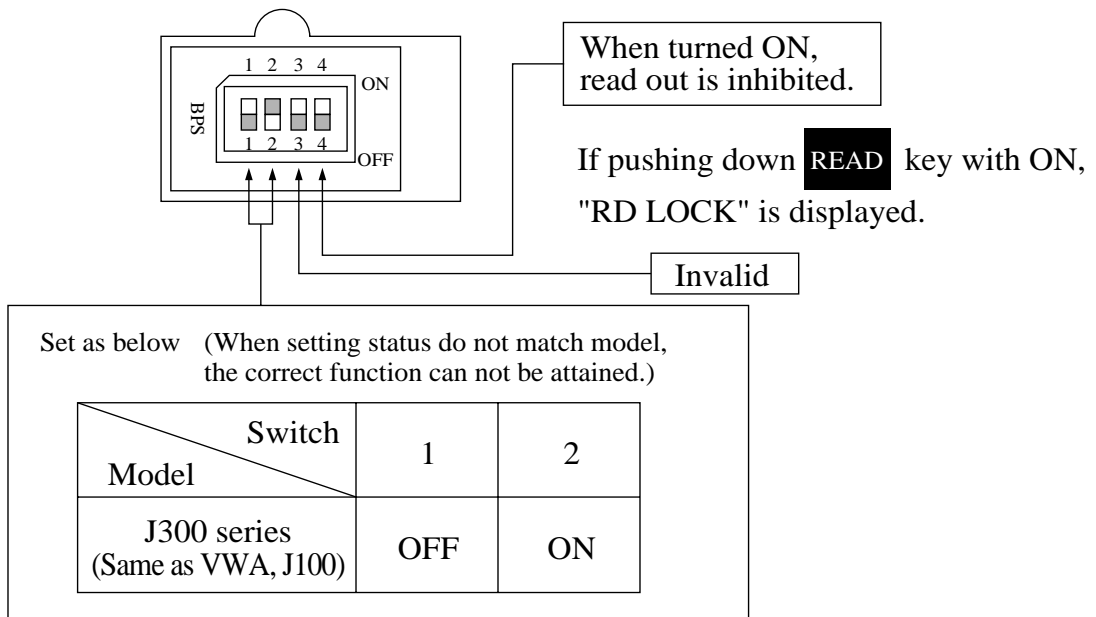 1 2 3 4
ON
BPS
1 2 3 4
OFF
When turned ON,
read out is inhibited.
If pushing down READ key with ON,
"RD LOCK" is displayed.
Invalid
Set as below (When setting status do not match model,
the correct function can not be attained.)
Switch
Model
1
2
J300 series
(Same as VWA, J100)
OFF
ON